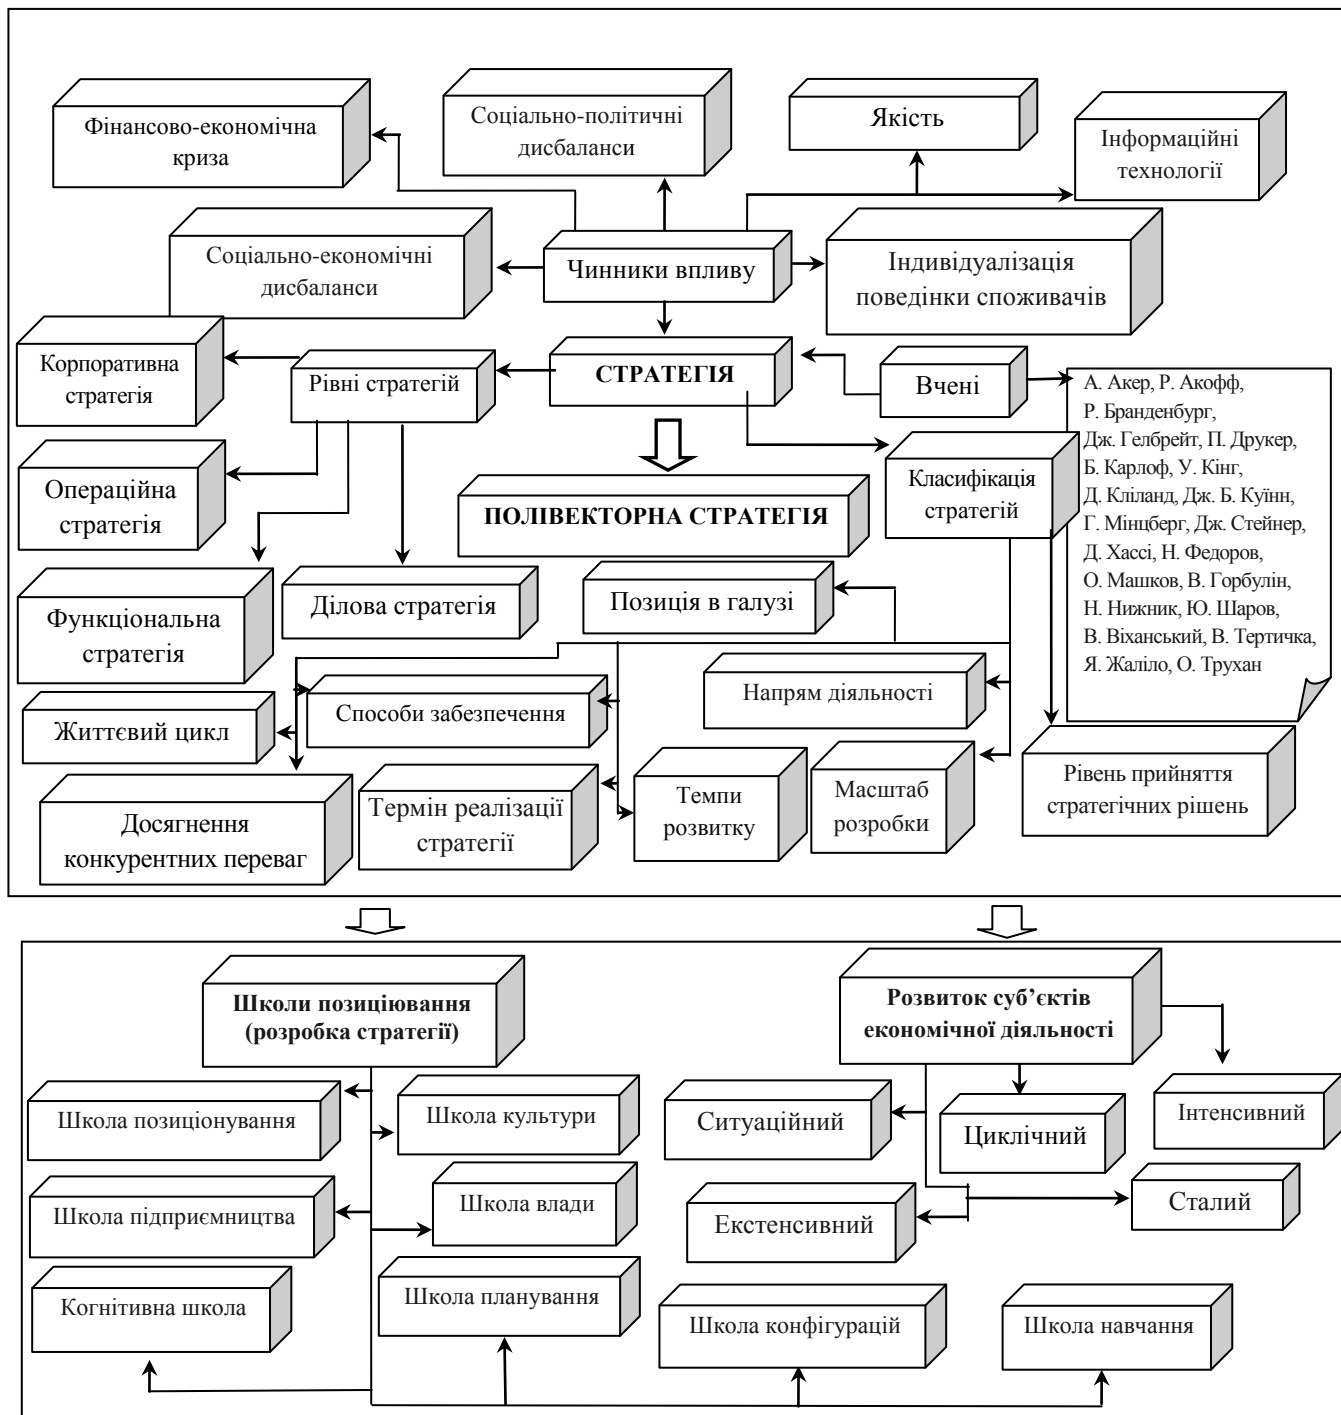 Фінансово-економічна
криза
Соціально-політичні
дисбаланси
Якість
Інформаційні
технології
Соціально-економічні
дисбаланси
Чинники впливу
Індивідуалізація
поведінки споживачів
Корпоративна
стратегія
Рівні стратегій
СТРАТЕГІЯ
Вчені
А. Акер, Р. Акофф,
Р. Бранденбург,
Дж. Гелбрейт, П. Друкер,
Б. Карлоф, У. Кінг,
Д. Кліланд, Дж. Б. Куїнн,
Г. Мінцберг, Дж. Стейнер,
Д. Хассі, Н. Федоров,
О. Машков, В. Горбулін,
Н. Нижник, Ю. Шаров,
В. Віханський, В. Тертичка,
Я. Жаліло, О. Трухан
Операційна
стратегія
ПОЛІВЕКТОРНА СТРАТЕГІЯ
Класифікація
стратегій
Функціональна
стратегія
Ділова стратегія
Позиція в галузі
Життєвий цикл
Способи забезпечення
Напрям діяльності
Досягнення
конкурентних переваг
Термін реалізації
стратегії
Темпи
розвитку
Масштаб
розробки
Рівень прийняття
стратегічних рішень
Школи позиціювання
(розробка стратегії)
Розвиток суб’єктів
економічної діяльності
Школа позиціонування
Школа культури
Ситуаційний
Циклічний
Інтенсивний
Школа підприємництва
Школа влади
Екстенсивний
Сталий
Когнітивна школа
Школа планування
Школа конфігурацій
Школа навчання